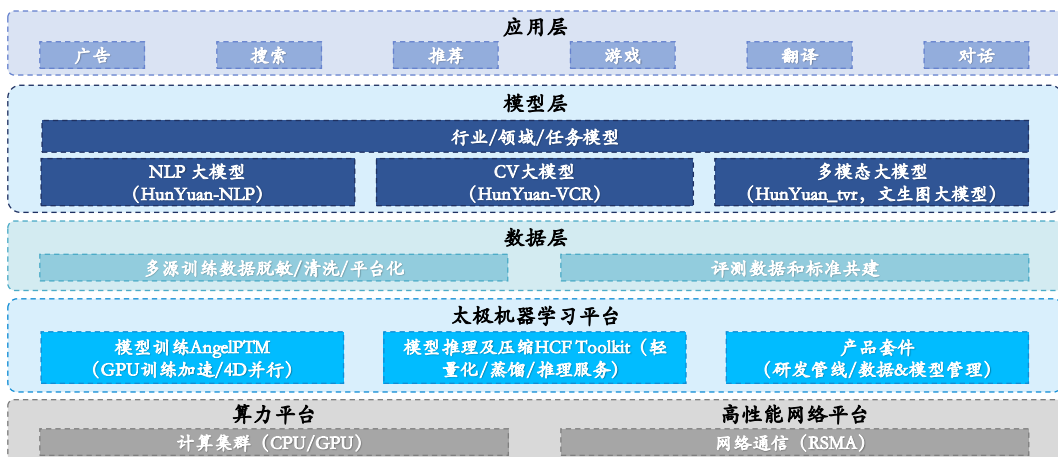 应用层
广告
搜索
推荐
游戏
翻译
对话
模型层
行业/领域/任务模型
NLP 大模型
（HunYuan-NLP）
CV大模型
（HunYuan-VCR）
多模态大模型
（HunYuan_tvr，文生图大模型）
数据层
多源训练数据脱敏/清洗/平台化
评测数据和标准共建
太极机器学习平台
模型训练AngelPTM
（GPU训练加速/4D并行）
模型推理及压缩HCF Toolkit（轻
量化/蒸馏/推理服务）
产品套件
（研发管线/数据&模型管理）
算力平台
高性能网络平台
计算集群（CPU/GPU）
网络通信（RSMA）